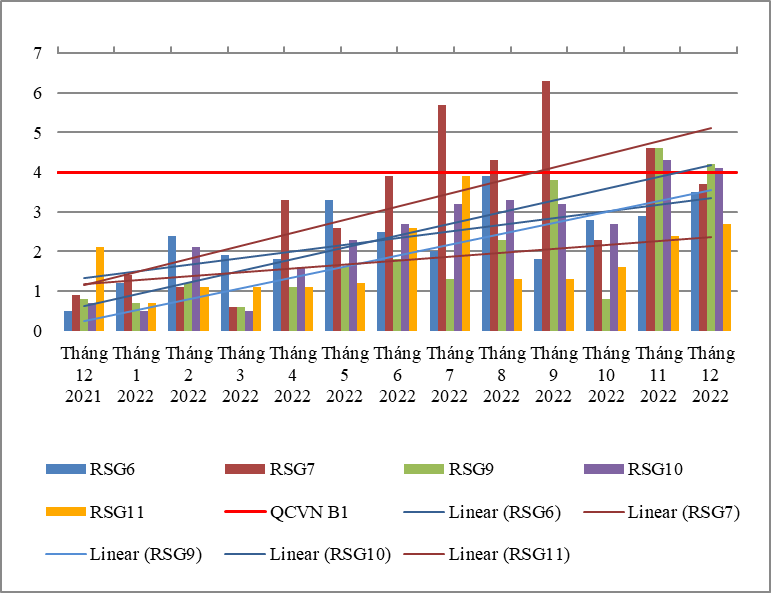 7
6
5
4
3
2
1
0
Tháng 12 2021
Tháng 1 2022
Tháng 2 2022
Tháng 3 2022
Tháng 4 2022
Tháng 5 2022
Tháng 6 2022
Tháng 7 2022
Tháng 8 2022
Tháng 9 2022
Tháng 10 2022
Tháng 11 2022
Tháng 12 2022
RSG6
RSG7
RSG9
RSG10
RSG11
QCVN B1
Linear (RSG6)
Linear (RSG7)
Linear (RSG9)
Linear (RSG10)
Linear (RSG11)